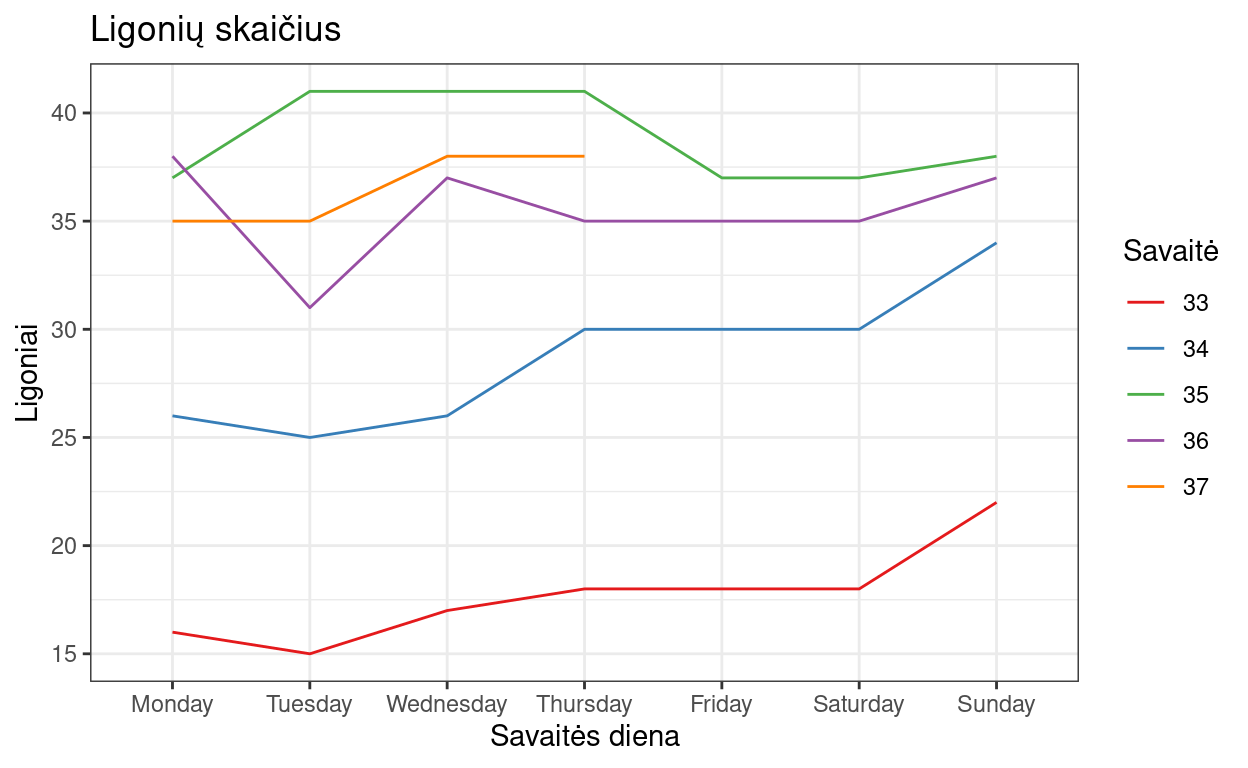 Ligonių skaičius
40
35
30
25
20
15
Ligoniai
Monday Tuesday Wednesday Thursday Friday Saturday Sunday
Savaitės diena
Savaitė
33
34
35
36
37